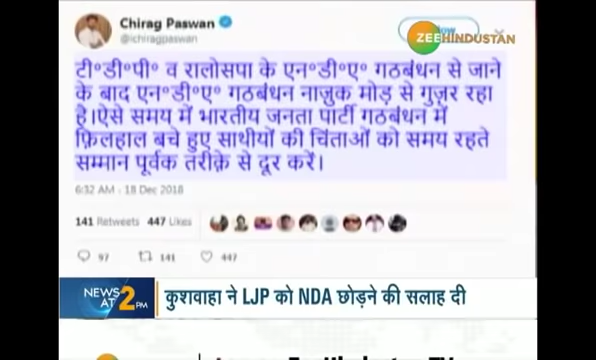 Chirag Paswan
@ichiragpaswan
ZEE HINDUSTAN
टी॰डी॰पी॰ व रालोसपा के एन॰डी॰ए॰ गठबंधन से जाने
के बाद एन॰डी॰ए॰ गठबंधन नाज़ुक मोड़ से गुज़र रहा
है।ऐसे समय में भारतीय जनता पार्टी गठबंधन में
फ़िलहाल बचे हुए साथीयों की चिंताओं को समय रहते
सम्मान पूर्वक तरीक़े से दूर करें।
6:32 AM - 18 Dec 2018
141 Retweets 447 Likes
97 141 447
NEWS AT 2 PM
कुशवाहा ने LJP को NDA छोड़ने की सलाह दी